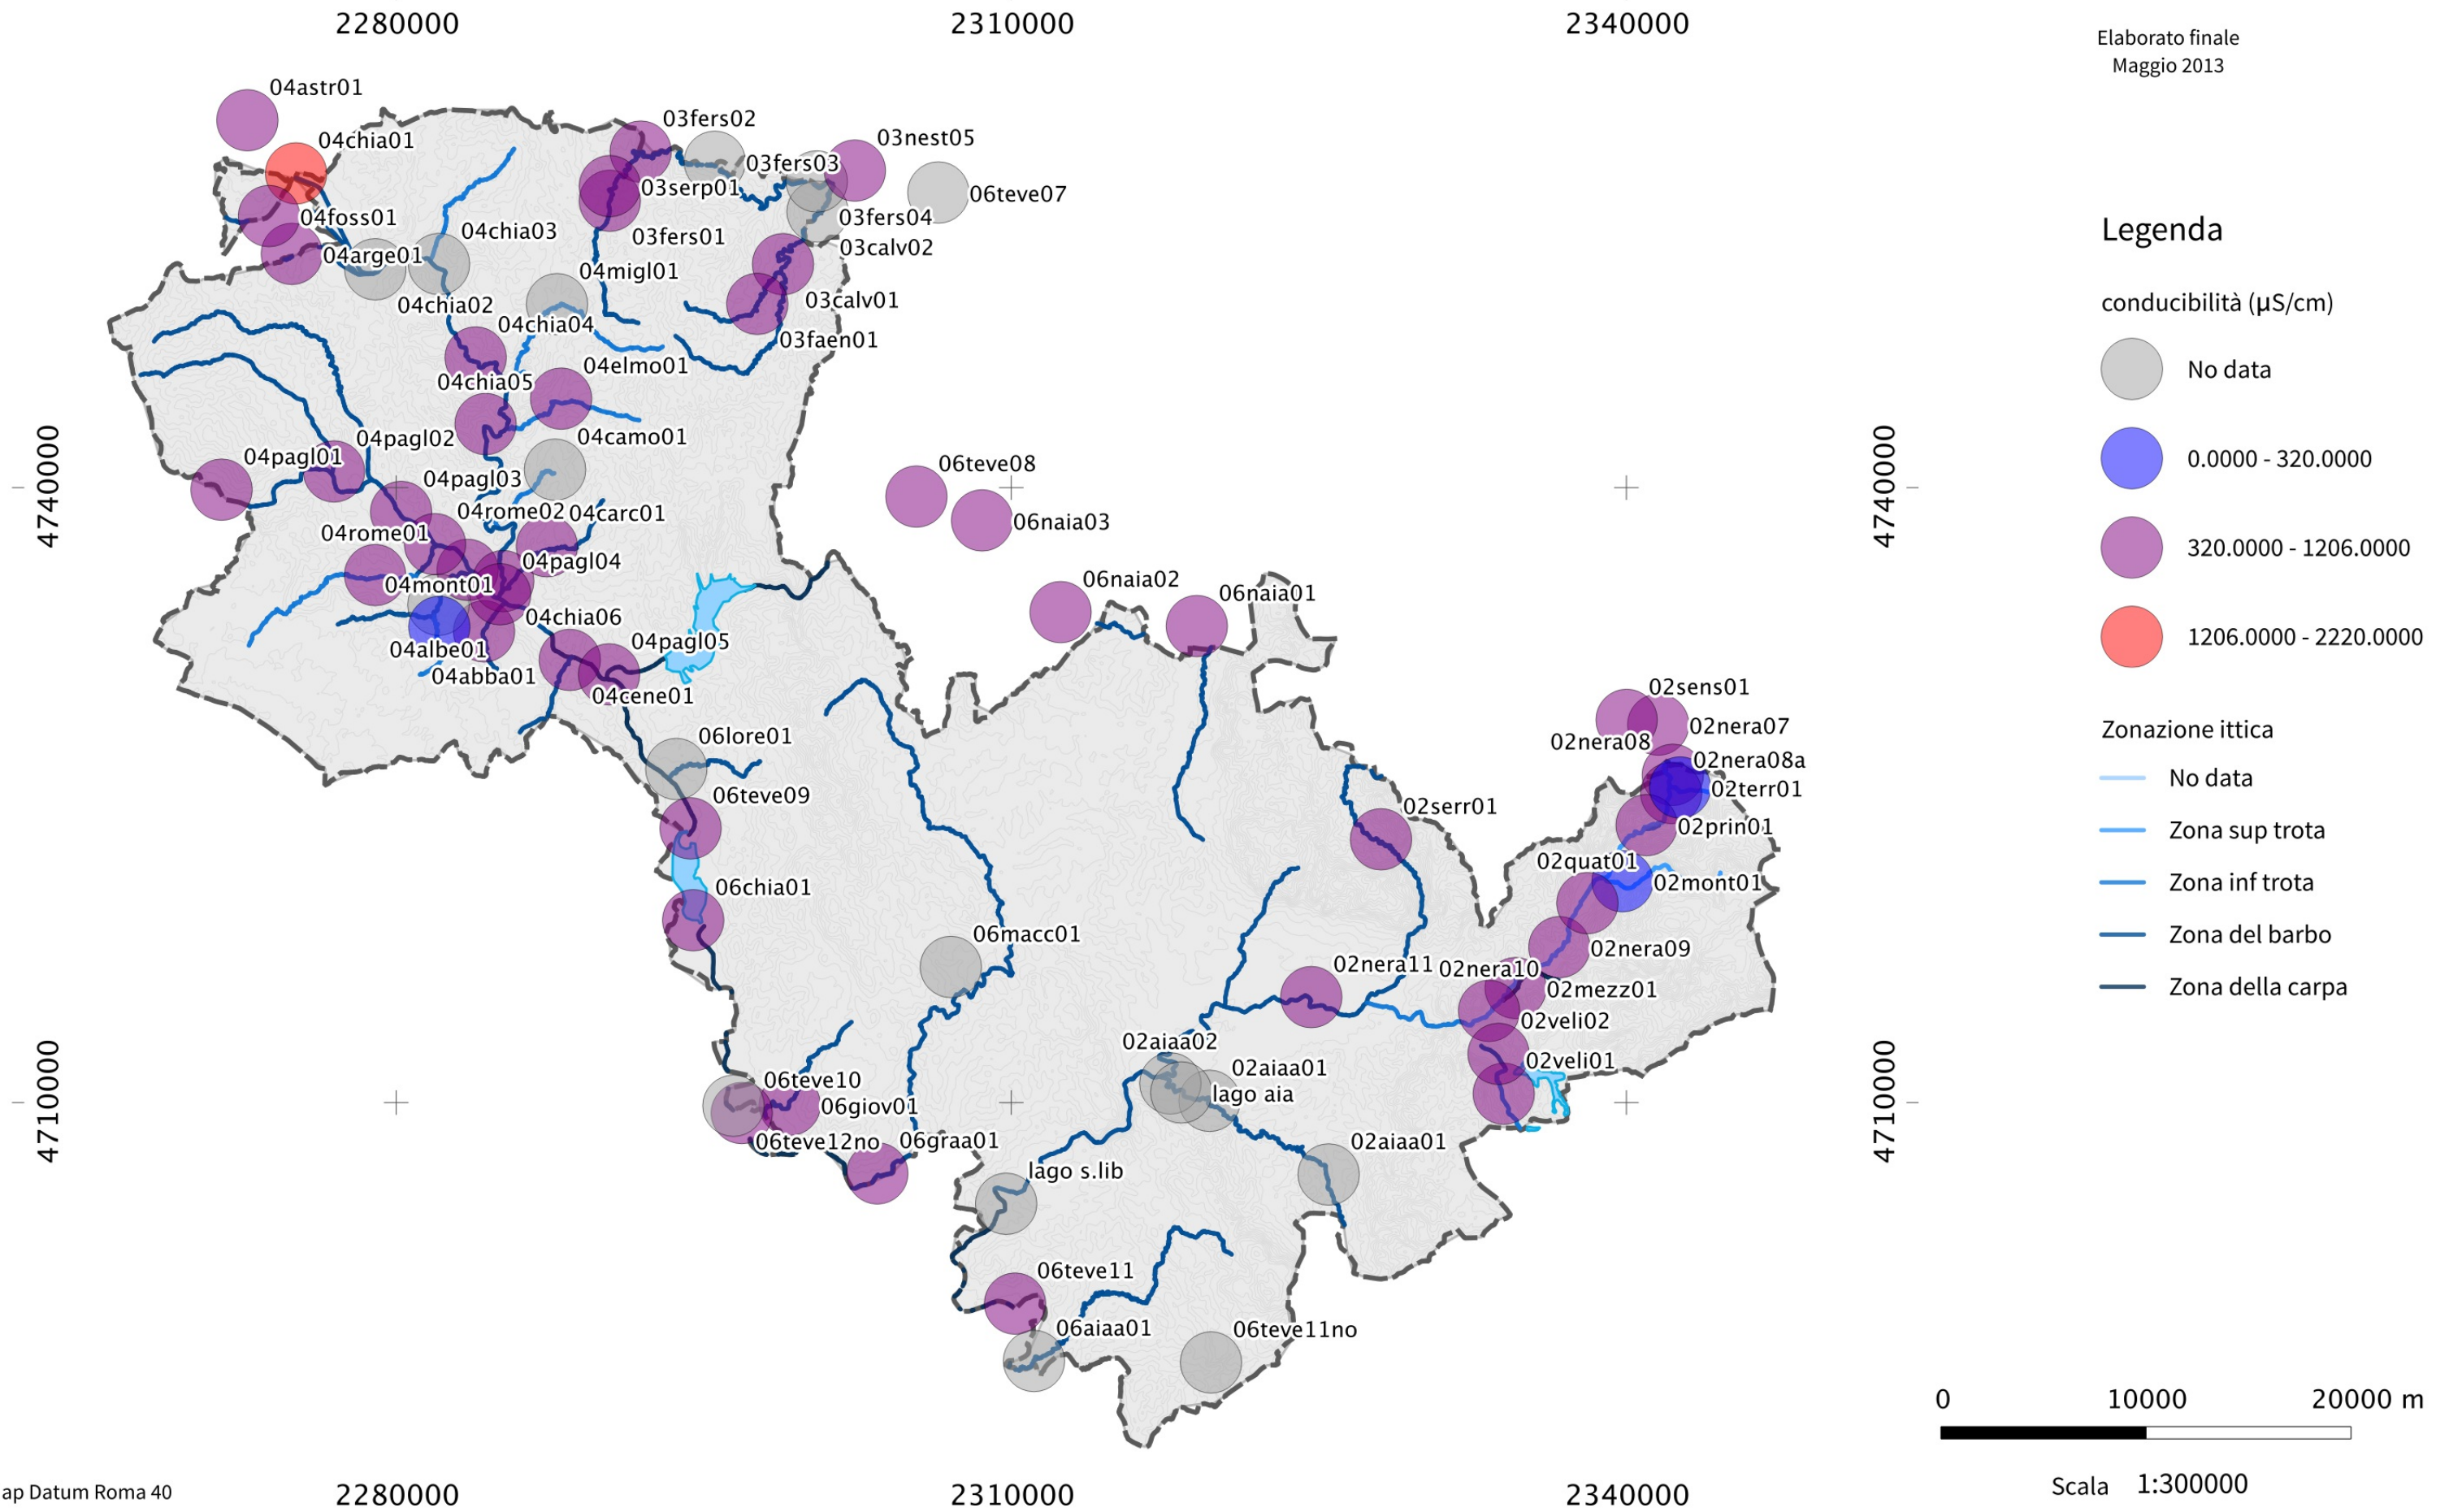 2280000
2310000
2340000
Elaborato finale
Maggio 2013
04astr01
04chia01
03fers02
03nest05
03fers03
06teve07
03serp01
04foss01
03fers04
04chia03
03fers01
03calv02
04arge01
04migl01
04chia02
03calv01
04chia04
03faen01
04elmo01
04chia05
04pagl02
04camo01
04pagl01
06teve08
04pagl03
04rome02
04carc01
06naia03
04rome01
04pagl04
04mont01
06naia02
06naia01
04chia06
04pagl05
04albe01
04abba01
04cene01
02sens01
02nera07
06lore01
02nera08
02nera08a
02terr01
06teve09
02serr01
02prin01
02quat01
06chia01
02mont01
06macc01
02nera09
02nera11
02nera10
02mezz01
02veli02
02aiaa02
02veli01
02aiaa01
06teve10
lago aia
06giov01
06teve12no
06graa01
02aiaa01
lago s.lib
06teve11
06aiaa01
06teve11no
4740000
4740000
4710000
4710000
Legenda
conducibilità (µS/cm)
No data
0.0000 - 320.0000
320.0000 - 1206.0000
1206.0000 - 2220.0000
Zonazione ittica
No data
Zona sup trota
Zona inf trota
Zona del barbo
Zona della carpa
0 10000 20000 m
Scala 1:300000
ap Datum Roma 40
2280000
2310000
2340000